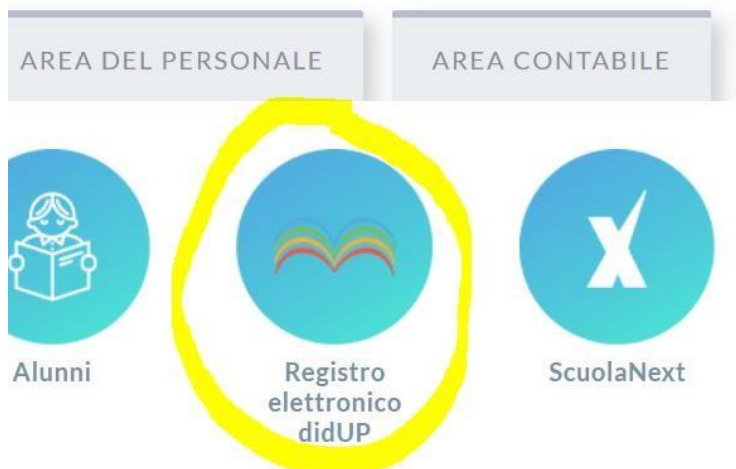 AREA DEL PERSONALE
AREA CONTABILE
Alunni
Registro
elettronico
didUP
ScuolaNext